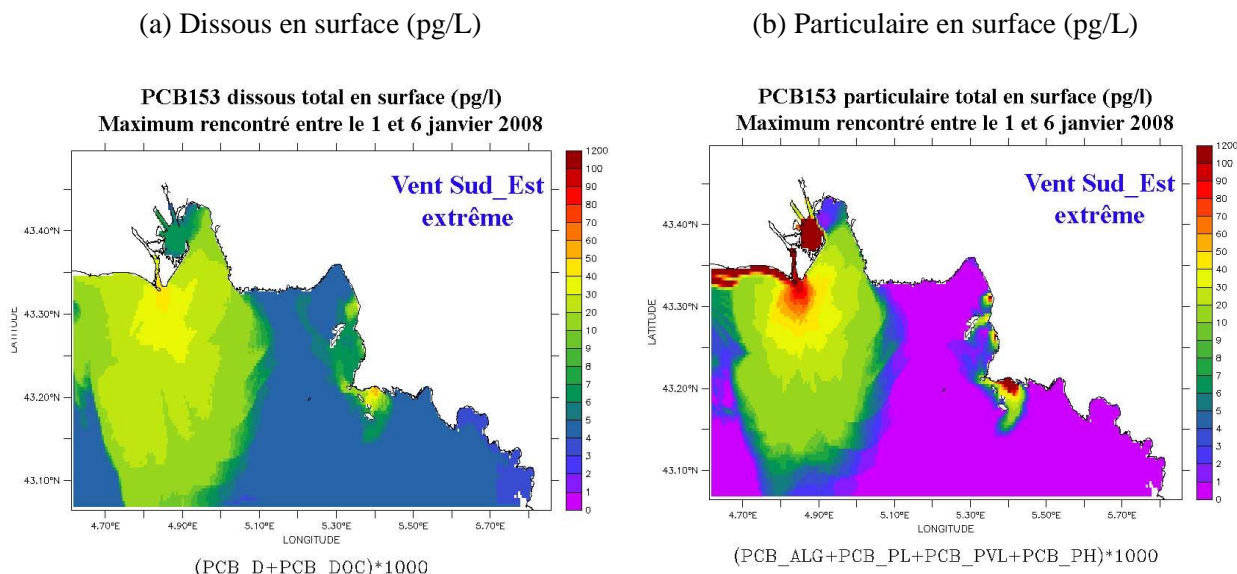 (a) Dissous en surface (pg/L)
(b) Particulaire en surface (pg/L)
PCB153 dissous total en surface (pg/l)
Maximum rencontré entre le 1 et 6 janvier 2008
Vent Sud_Est
extrême
1200
100
90
80
60
50
40
30
20
10
9
8
7
6
5
4
3
2
1
0
43.40°N
43.30°N
43.20°N
43.10°N
LATITUDE
4.70°E 4.90°E 5.10°E 5.30°E 5.50°E 5.70°E
LONGITUDE
(PCB_D+PCB_DOC)*1000
PCB153 particulaire total en surface (pg/l)
Maximum rencontré entre le 1 et 6 janvier 2008
Vent Sud_Est
extrême
1200
100
90
80
60
50
40
30
20
10
9
8
7
6
5
4
3
2
1
0
43.40°N
43.30°N
43.20°N
43.10°N
LATITUDE
4.70°E 4.90°E 5.10°E 5.30°E 5.50°E 5.70°E
LONGITUDE
(PCB_ALG+PCB_PL+PCB_PVL+PCB_PH)*1000